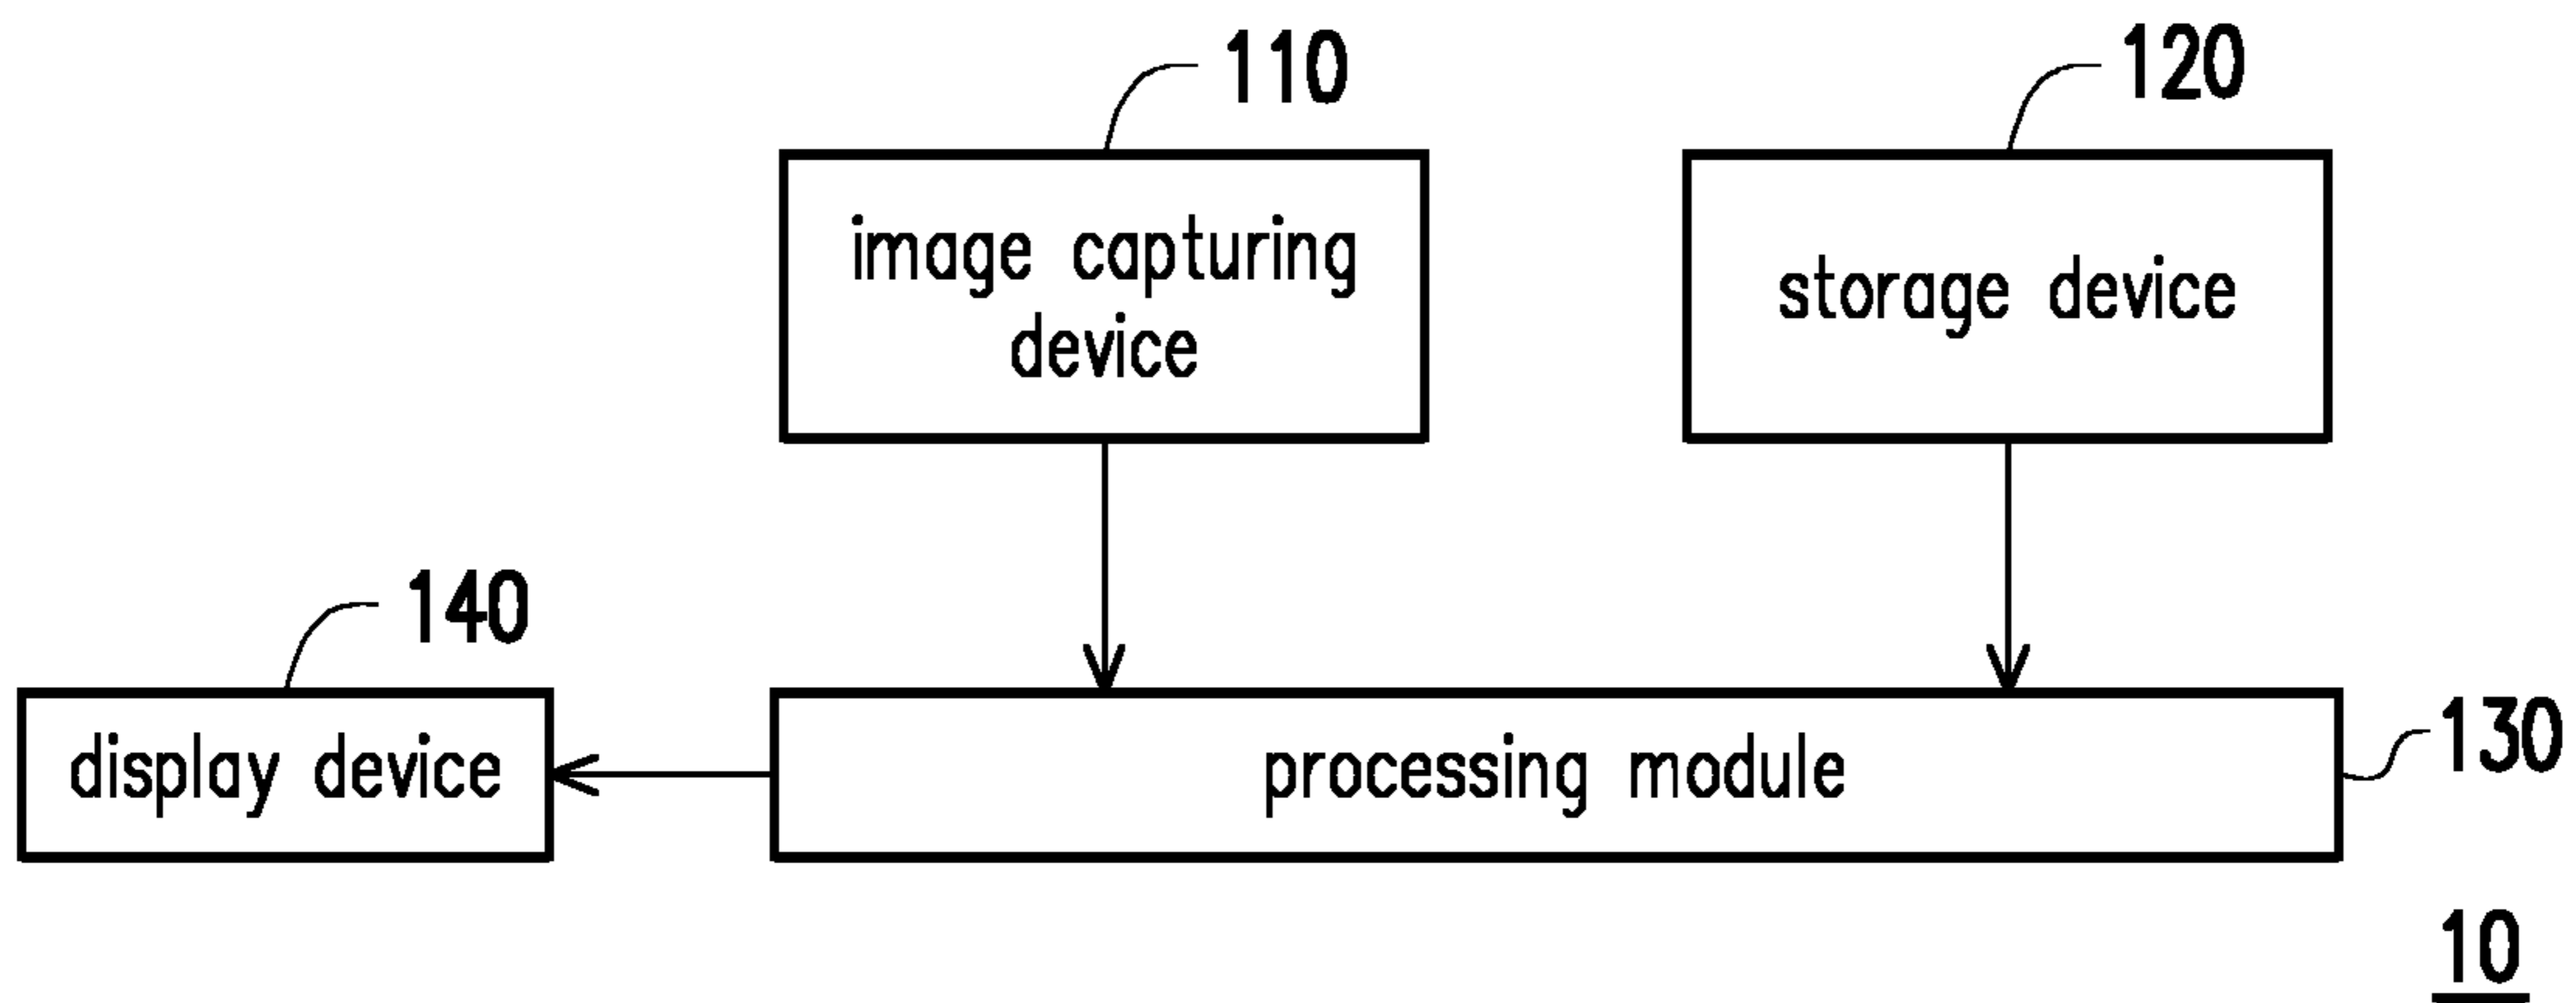 110
120
image capturing
device
storage device
140
display device
processing module
130
10